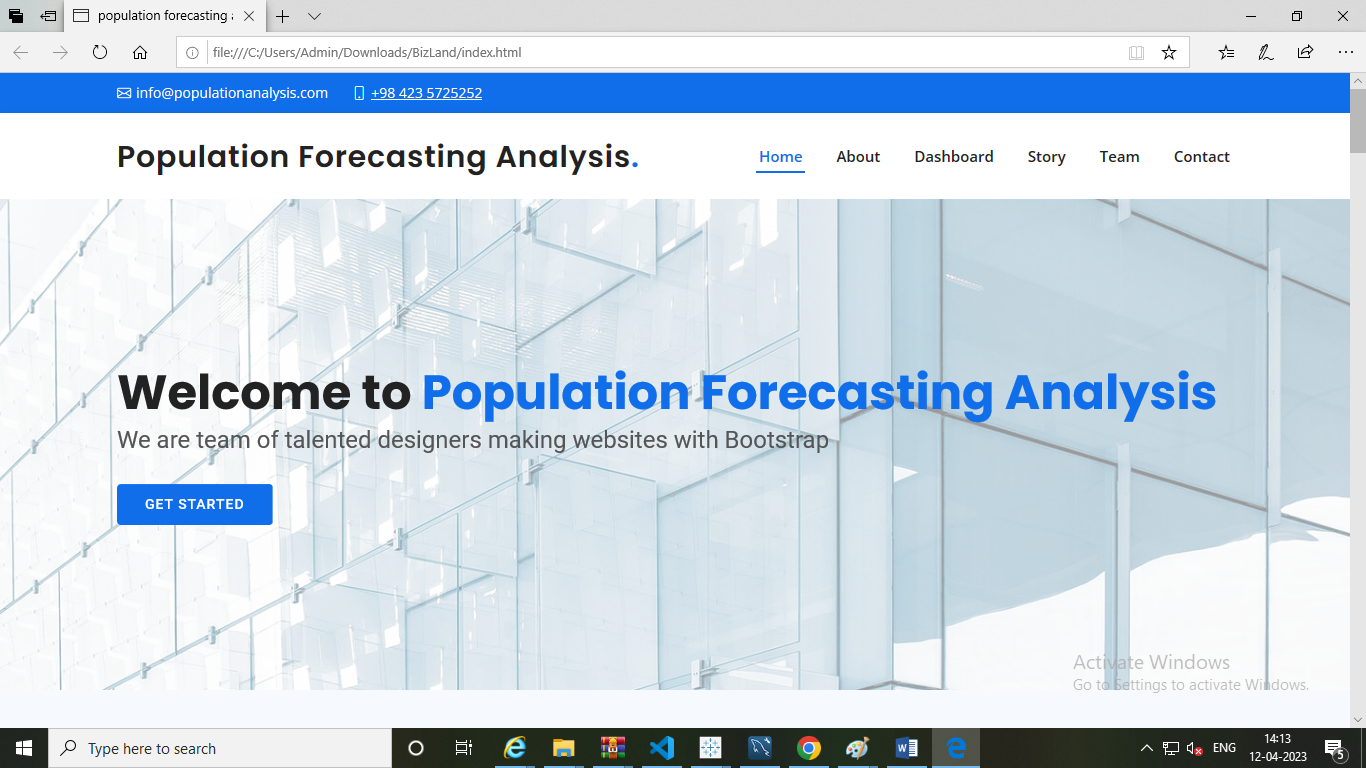 population forecasting a
file:///C:/Users/Admin/Downloads/BizLand/index.html
info@populationanalysis.com +98 423 5725252
Population Forecasting Analysis.
Home About Dashboard Story Team Contact
Welcome to Population Forecasting Analysis
We are team of talented designers making websites with Bootstrap
GET STARTED
Activate Windows
Go to Settings to activate Windows.
Type here to search
ENG
14:13
12-04-2023
5